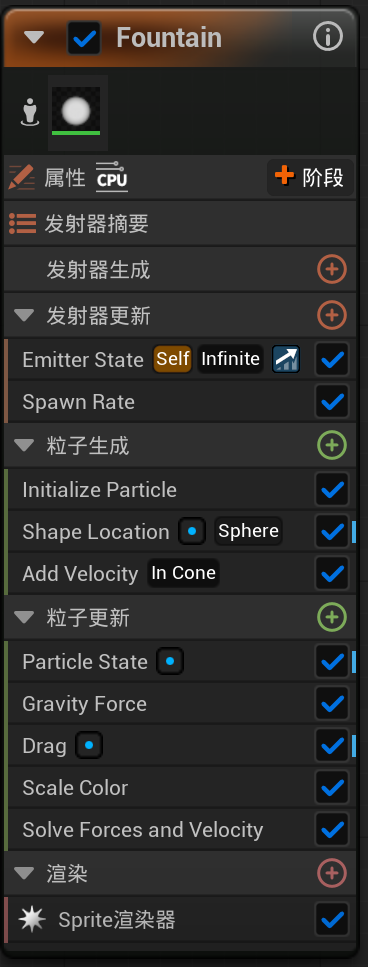 Fountain
属性 CPU 阶段
发射器摘要
发射器生成
发射器更新
Emitter State Self Infinite
Spawn Rate
粒子生成
Initialize Particle
Shape Location Sphere
Add Velocity In Cone
粒子更新
Particle State
Gravity Force
Drag
Scale Color
Solve Forces and Velocity
渲染
Sprite渲染器